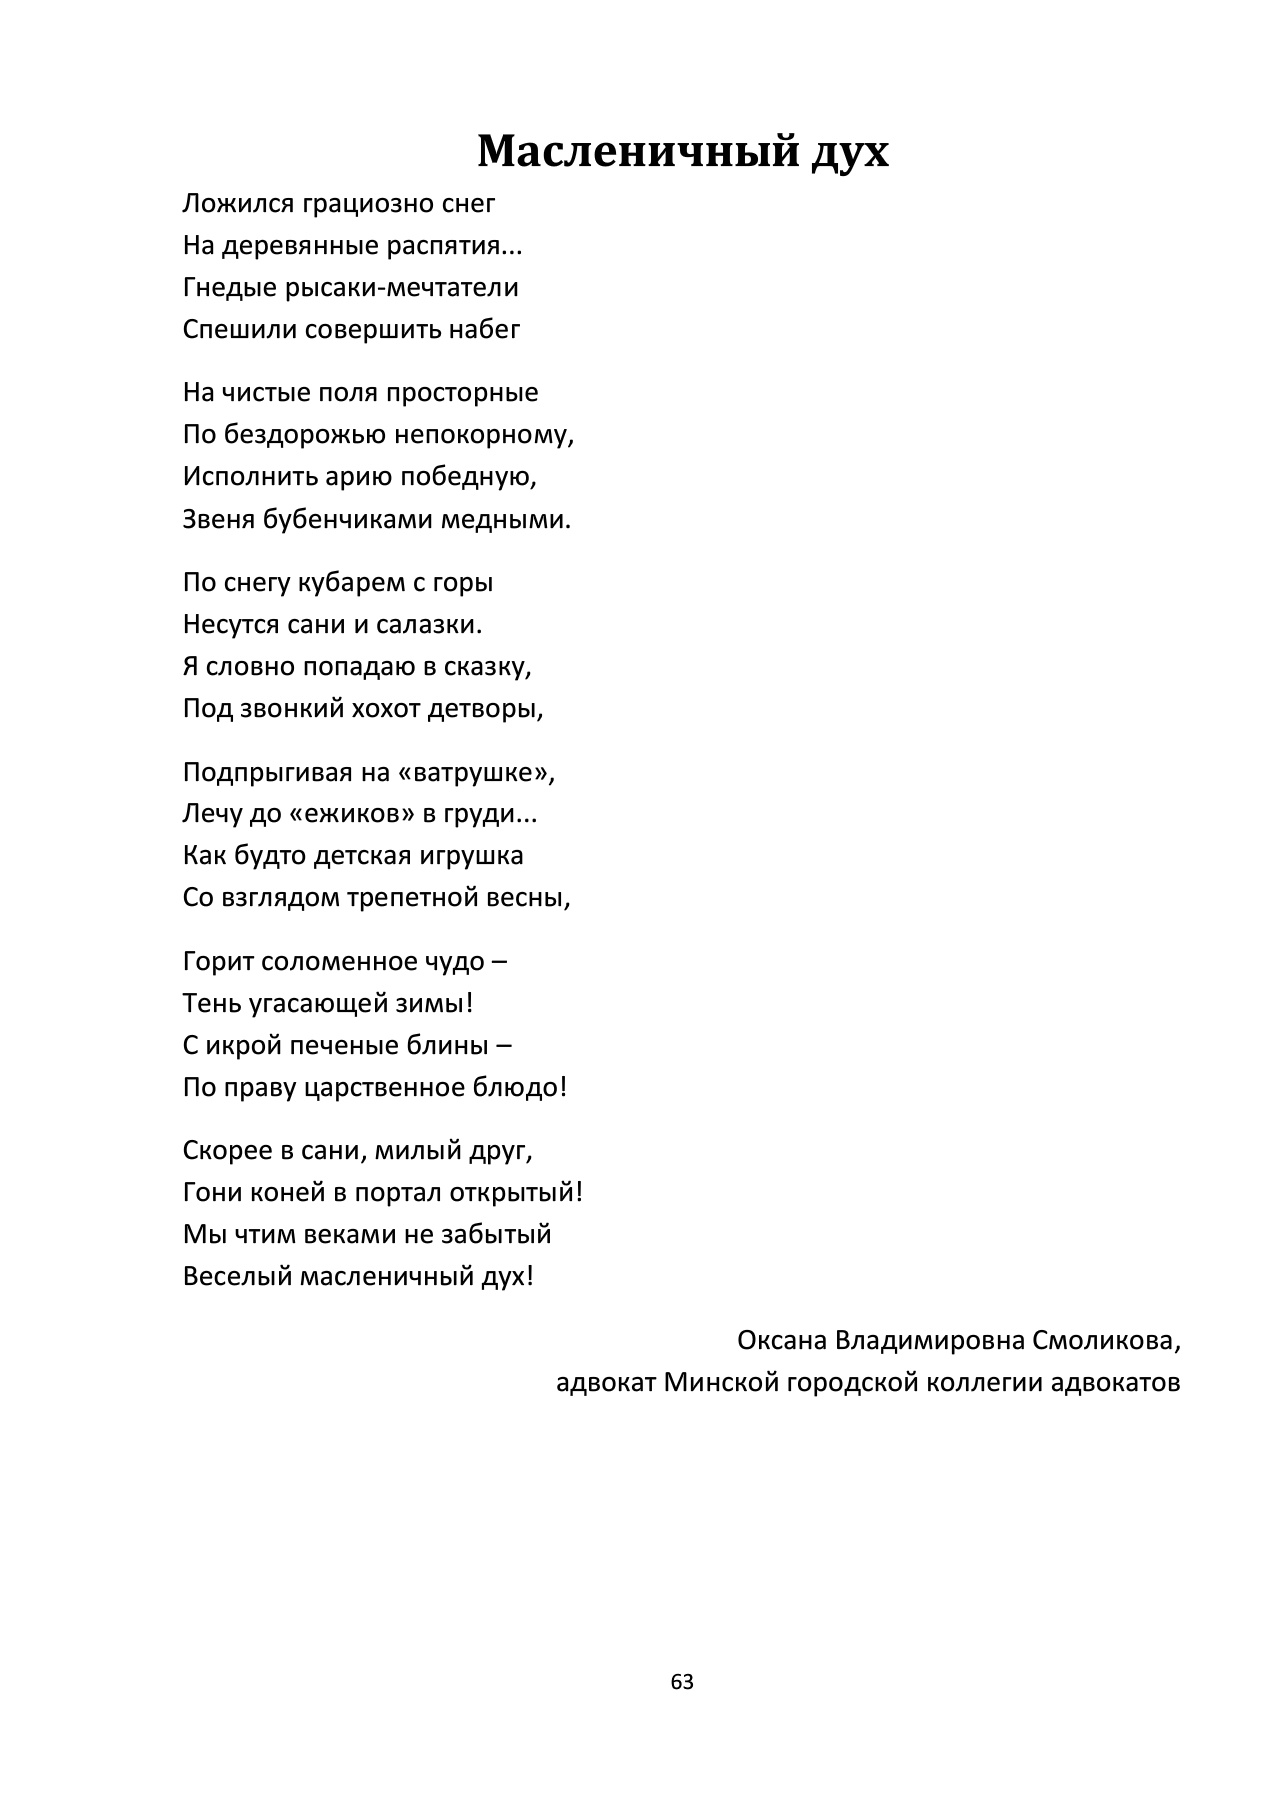 Масленичный дух
Ложился грациозно снег
На деревянные распятия...
Гнедые рысаки-мечтатели
Спешили совершить набег
На чистые поля просторные
По бездорожью непокорному,
Исполнить арию победную,
Звеня бубенчиками медными.
По снегу кубарем с горы
Несутся сани и салазки.
Я словно попадаю в сказку,
Под звонкий хохот детворы,
Подпрыгивая на «ватрушке»,
Лечу до «ежиков» в груди...
Как будто детская игрушка
Со взглядом трепетной весны,
Горит соломенное чудо –
Тень угасающей зимы!
С икрой печеные блины –
По праву царственное блюдо!
Скорее в сани, милый друг,
Гони коней в портал открытый!
Мы чтим веками не забытый
Веселый масленичный дух!
Оксана Владимировна Смоликова,
адвокат Минской городской коллегии адвокатов
63